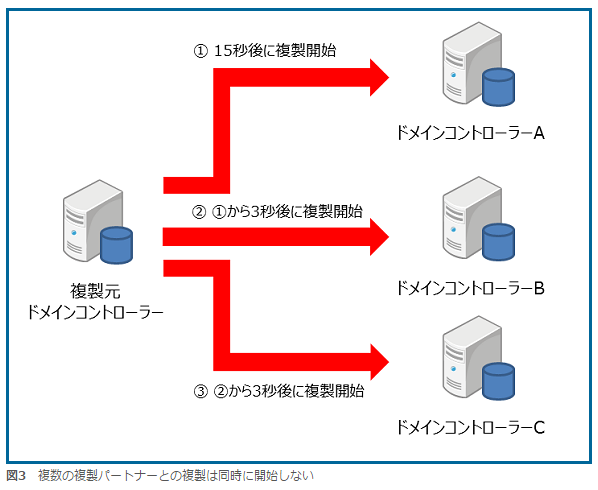 ① 15秒後に複製開始
ドメインコントローラーA
② ①から3秒後に複製開始
複製元
ドメインコントローラー
ドメインコントローラーB
③ ②から3秒後に複製開始
ドメインコントローラーC
図3 複数の複製パートナーとの複製は同時に開始しない